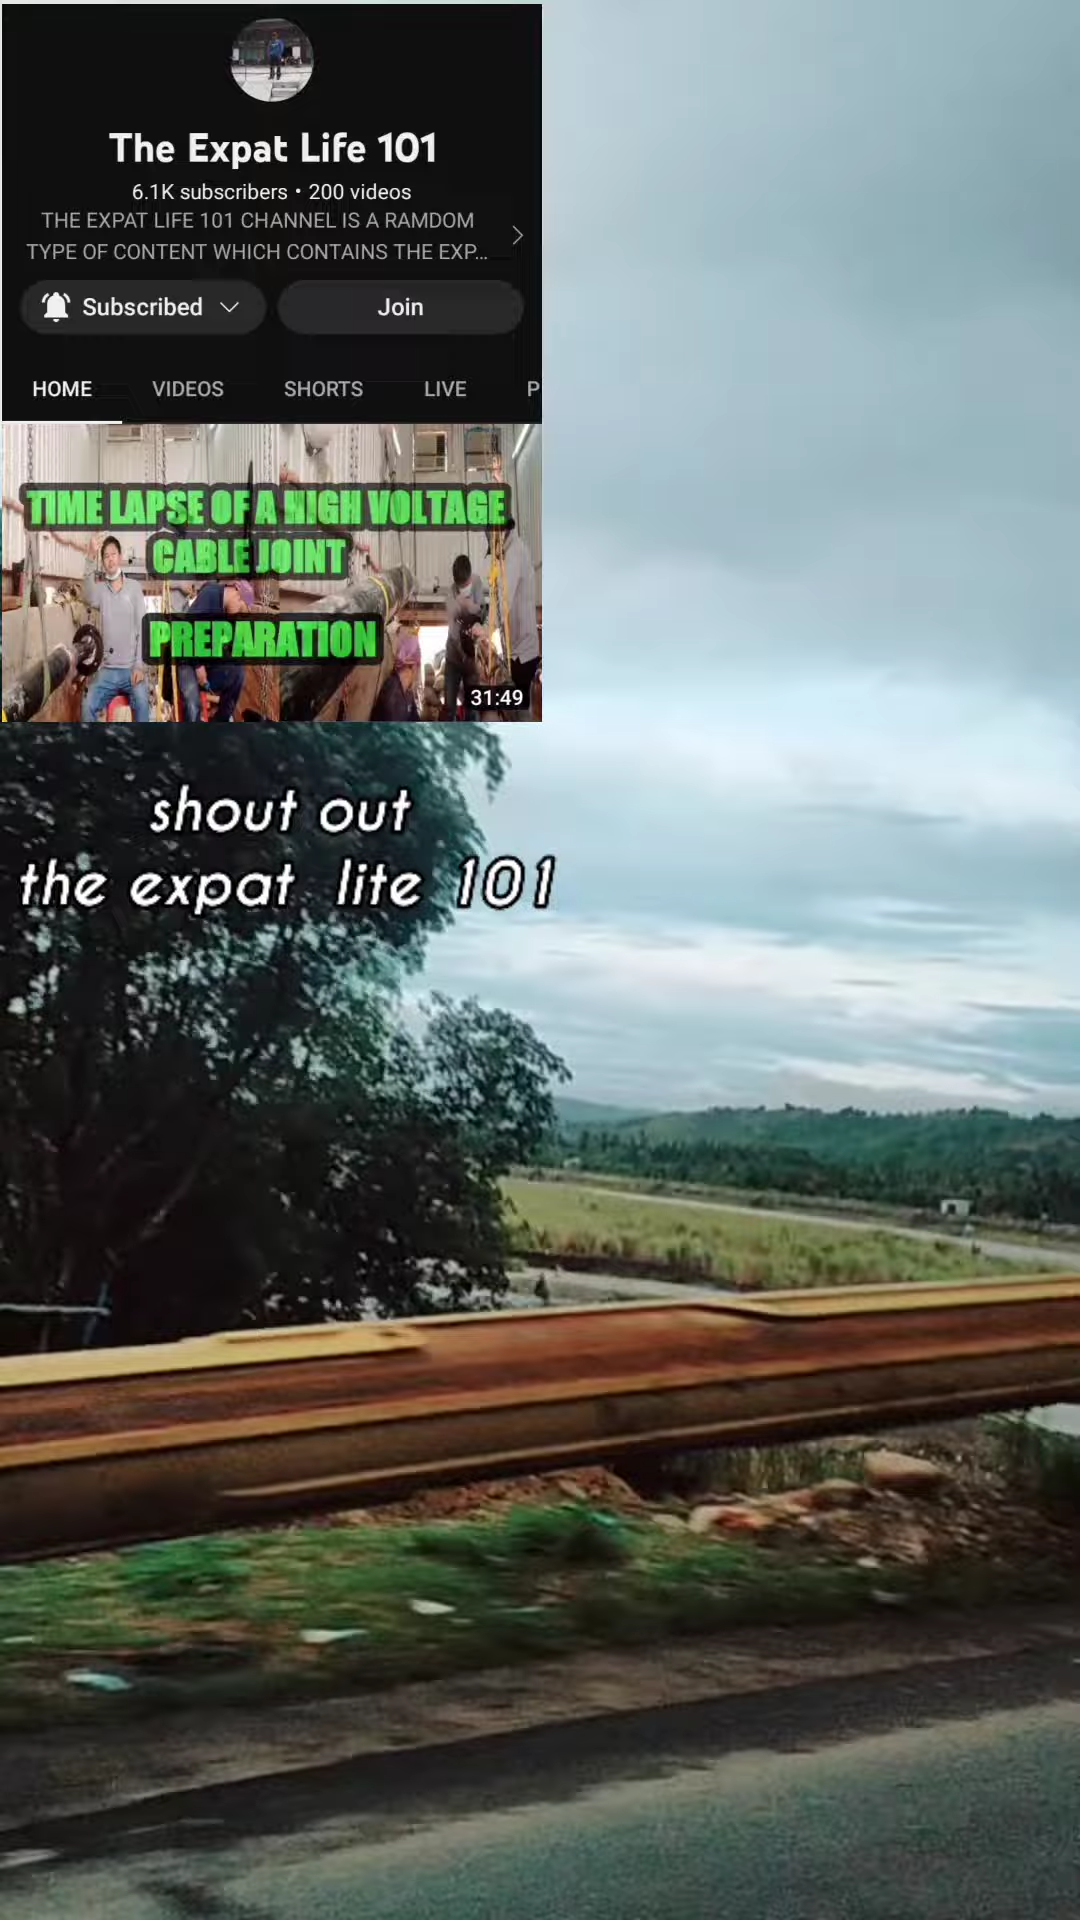 The Expat Life 101
6.1K subscribers • 200 videos
THE EXPAT LIFE 101 CHANNEL IS A RAMDOM
TYPE OF CONTENT WHICH CONTAINS THE EXP...
Subscribed
Join
HOME VIDEOS SHORTS LIVE P
TIME LAPSE OF A HIGH VOLTAGE
CABLE JOINT
PREPARATION
31:49
shout out
the expat lite 101